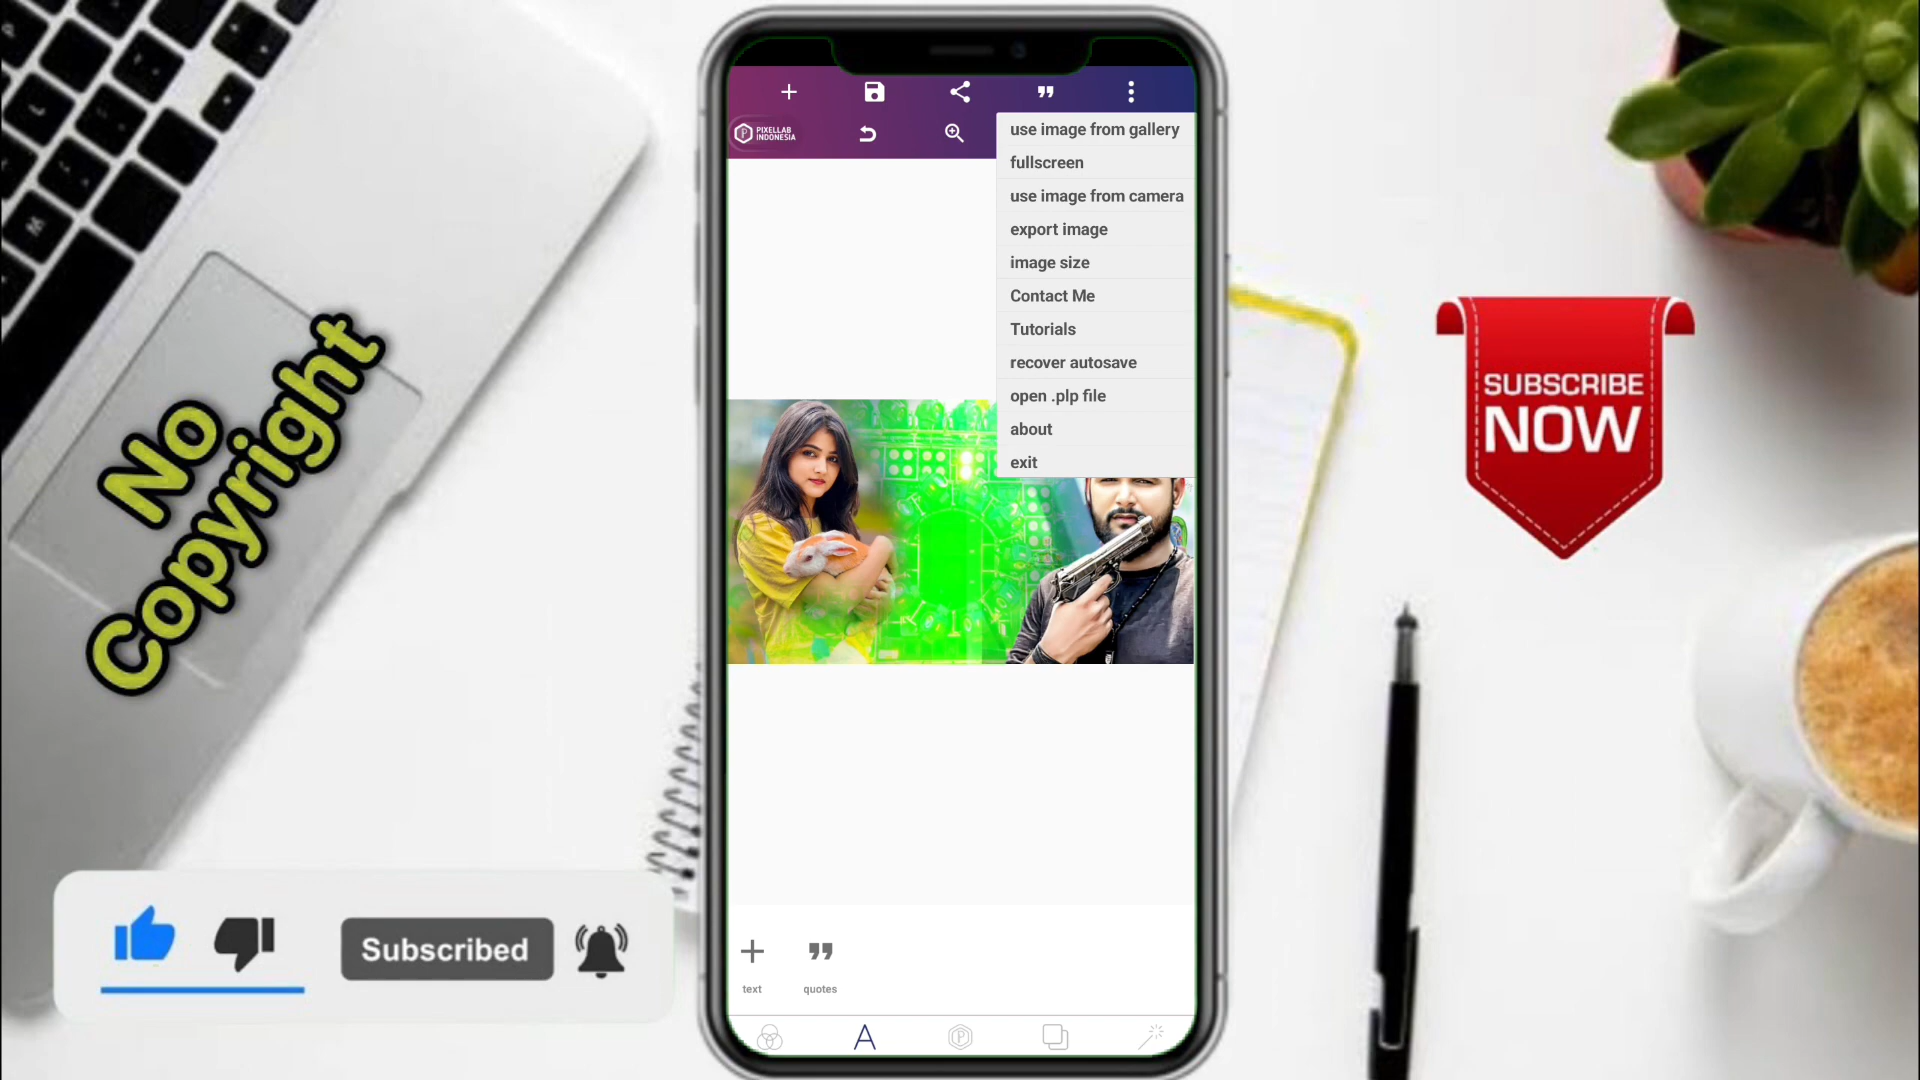 PIXELLAB
INDONESIA
use image from gallery
fullscreen
use image from camera
export image
image size
Contact Me
Tutorials
recover autosave
open .plp file
about
exit
No
Copyright
SUBSCRIBE
NOW
Subscribed
text
quotes